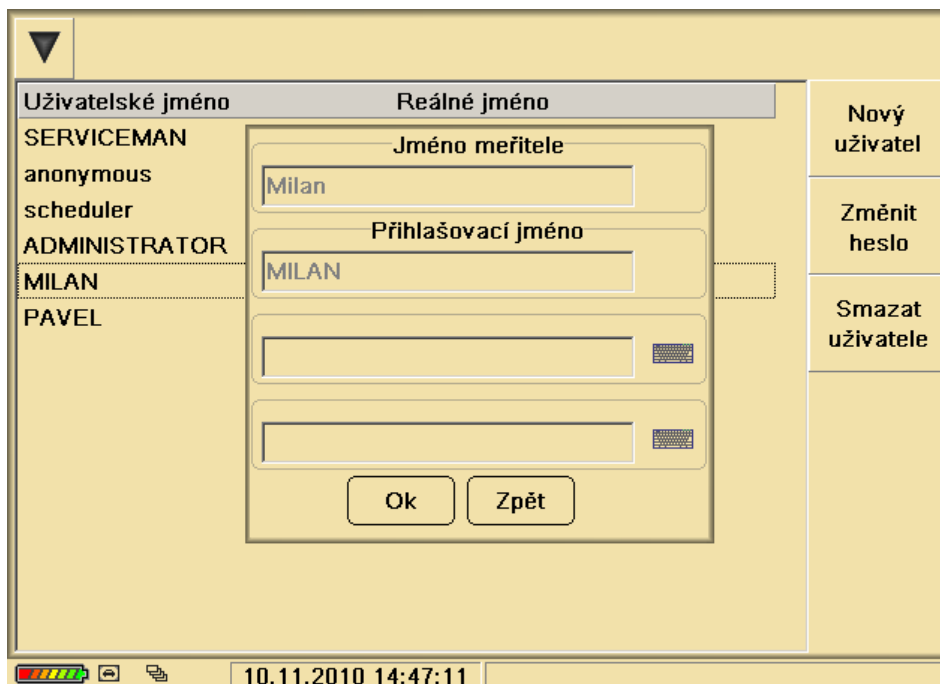 Uživatelské jméno Reálné jméno
SERVICEMAN
anonymous
scheduler
ADMINISTRATOR
MILAN
PAVEL
Jméno meřitele
Milan
Přihlašovací jméno
MILAN
Ok Zpět
Nový
uživatel
Změnit
heslo
Smazat
uživatele
10.11.2010 14:47:11